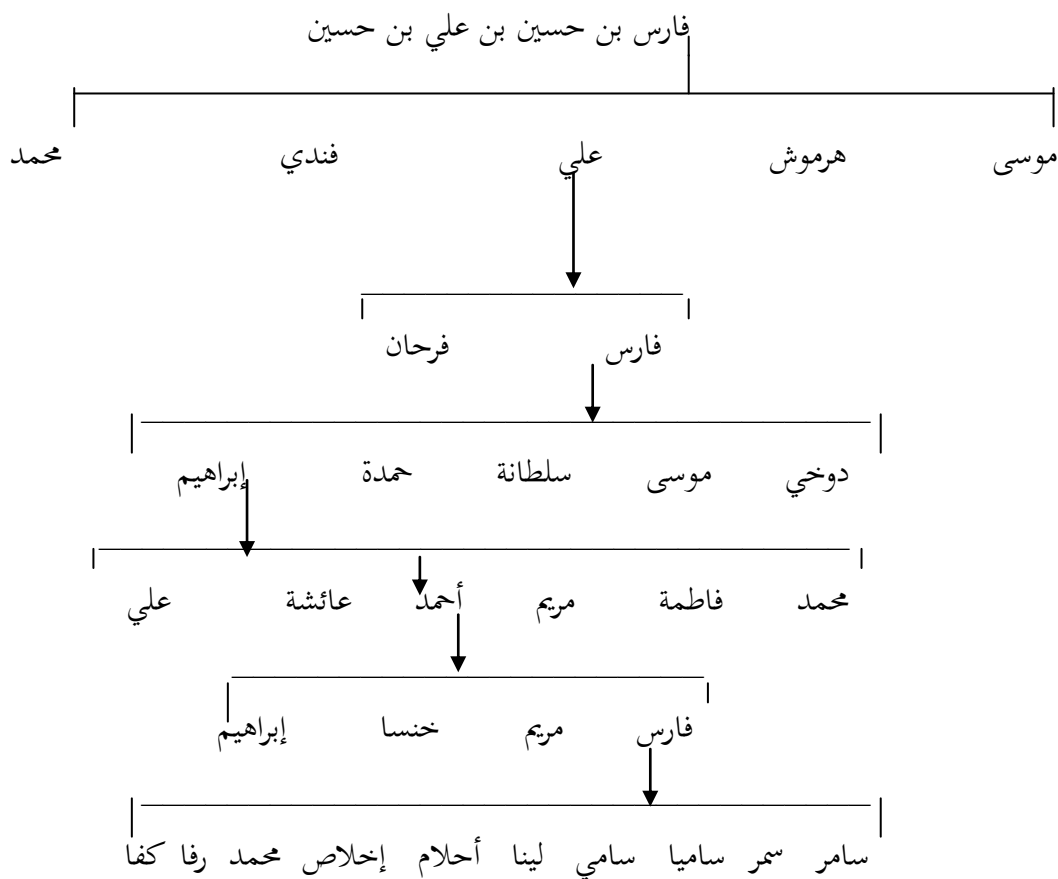 فارس بن حسين بن علي بن حسين
موسى هرموش علي فندي محمد
فارس فرحان
دوخي موسى سلطانة حمدة إبراهيم
محمد فاطمة مريم أحمد عائشة علي
فارس مريم خنسا إبراهيم
سامر سمر ساميا سامي لينا أحلام إخلاص محمد رفا كفا